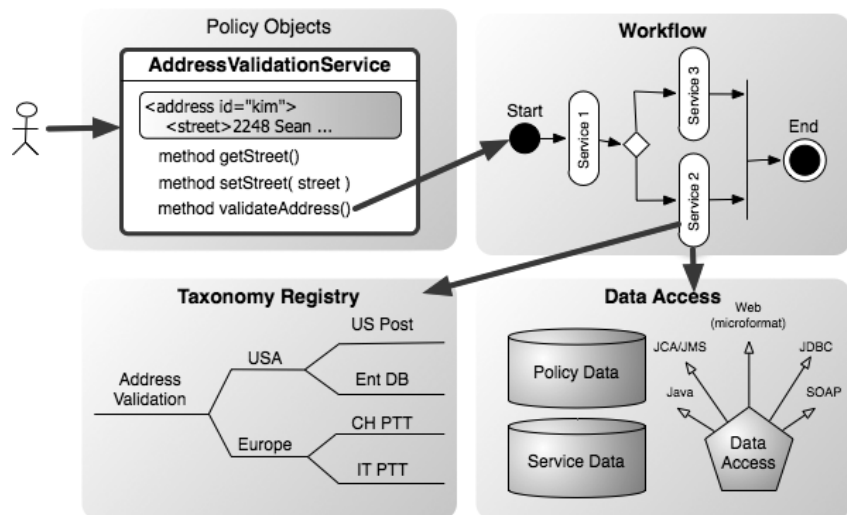 Policy Objects
AddressValidationService
<address id="kim">
<street>2248 Sean ...
method getStreet()
method setStreet( street )
method validateAddress()
Workflow
Start
Service 1
Service 3
Service 2
End
Taxonomy Registry
Address
Validation
USA
US Post
Ent DB
Europe
CH PTT
IT PTT
Data Access
Policy Data
Service Data
Web
(microformat)
JCA/JMS
JDBC
Java
SOAP
Data
Access